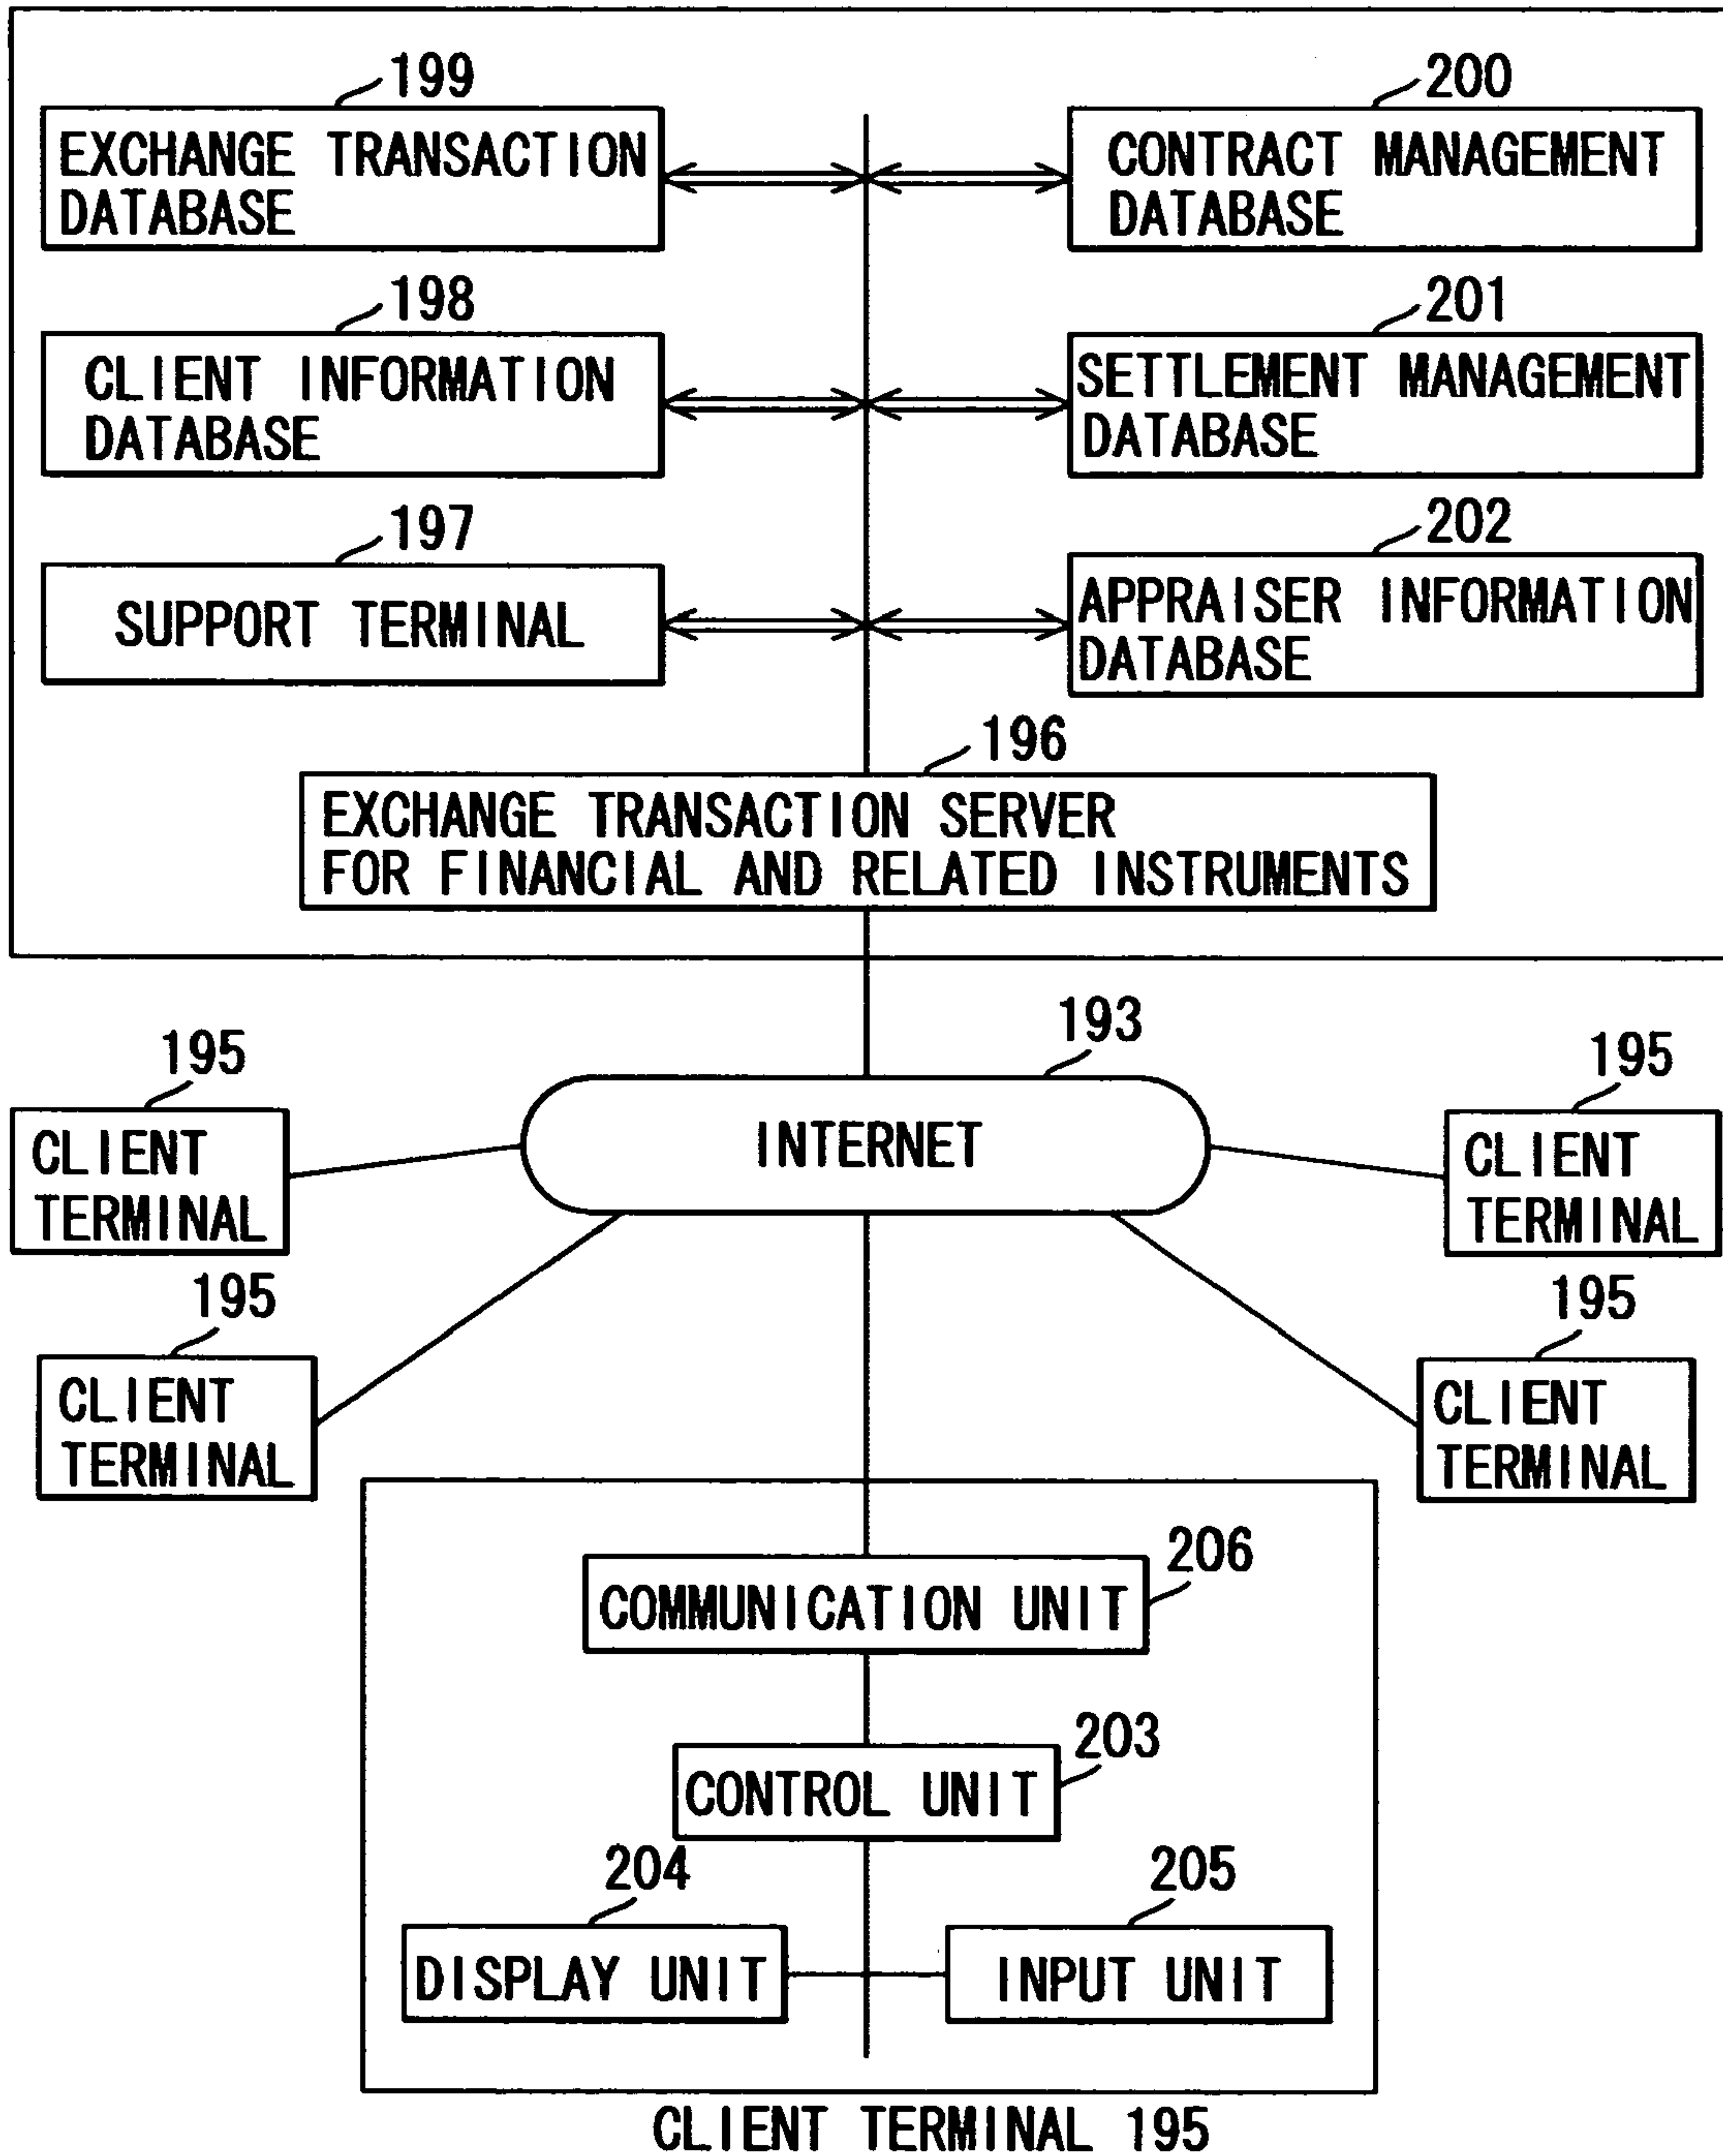 199
EXCHANGE TRANSACTION
DATABASE
200
CONTRACT MANAGEMENT
DATABASE
198
CLIENT INFORMATION
DATABASE
201
SETTLEMENT MANAGEMENT
DATABASE
197
SUPPORT TERMINAL
202
APPRAISER INFORMATION
DATABASE
196
EXCHANGE TRANSACTION SERVER
FOR FINANCIAL AND RELATED INSTRUMENTS
193
INTERNET
195
CLIENT
TERMINAL
195
CLIENT
TERMINAL
195
CLIENT
TERMINAL
195
CLIENT
TERMINAL
206
COMMUNICATION UNIT
203
CONTROL UNIT
204
DISPLAY UNIT
205
INPUT UNIT
CLIENT TERMINAL 195